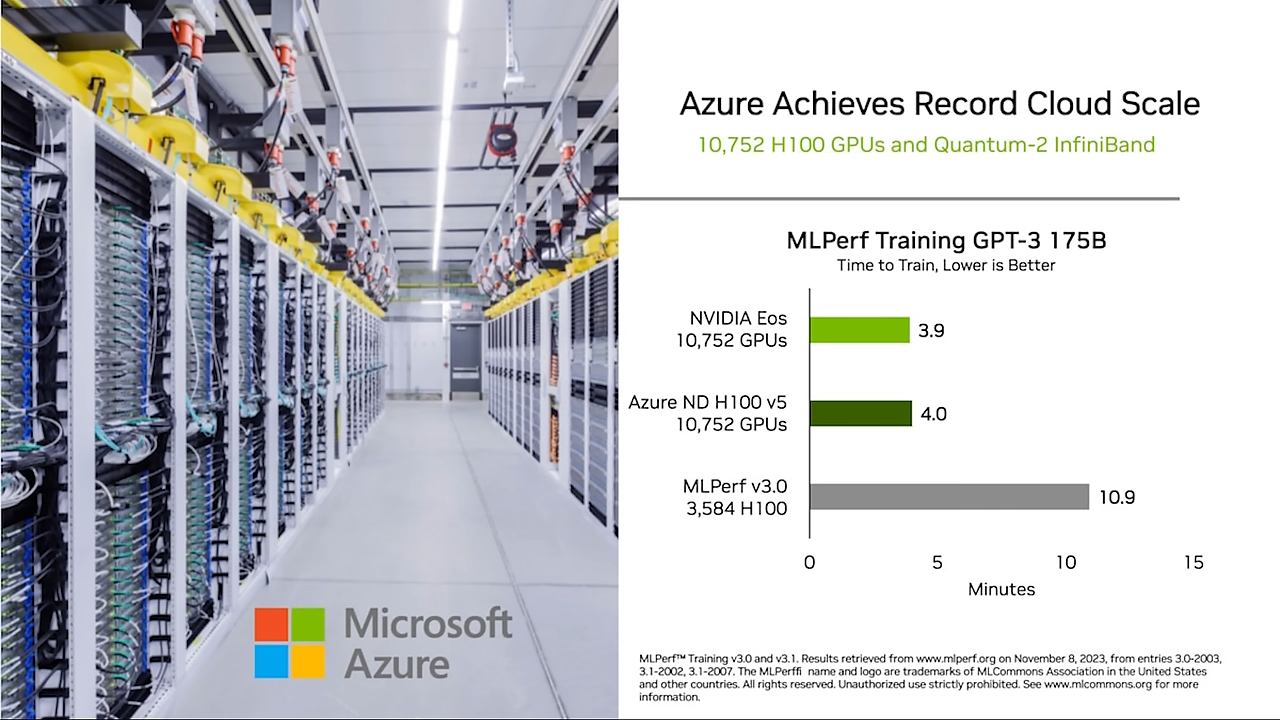 Azure Achieves Record Cloud Scale
10,752 H100 GPUs and Quantum-2 InfiniBand
MLPerf Training GPT-3 175B
Time to Train, Lower is Better
NVIDIA Eos
10,752 GPUs
3.9
Azure ND H100 v5
10,752 GPUs
4.0
MLPerf v3.0
3,584 H100
10.9
0 5 10 15
Minutes
Microsoft
Azure
MLPerf™ Training v3.0 and v3.1. Results retrieved from www.mlperf.org on November 8, 2023, from entries 3.0-2003,
3.1-2002, 3.1-2007. The MLPerffi name and logo are trademarks of MLCommons Association in the United States
and other countries. All rights reserved. Unauthorized use strictly prohibited. See www.mlcommons.org for more
information.